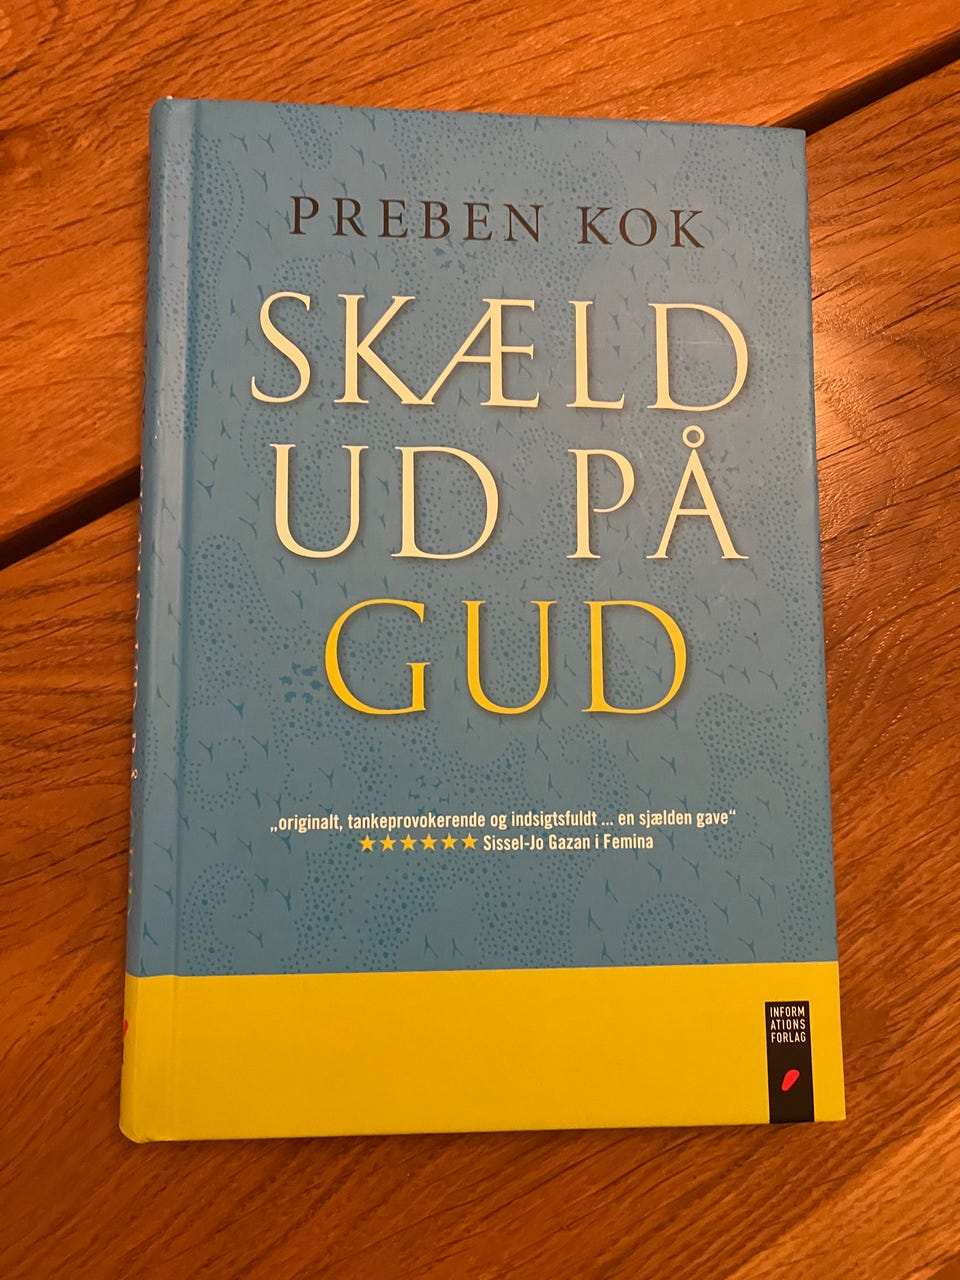 PREBEN KOK
SKÆLD
UD PÅ
GUD
„originalt, tankeprovokerende og indsigtsfuldt ... en sjælden gave“
★★★★★★ Sissel-Jo Gazan i Femina
INFORM
ATIONS
FORLAG